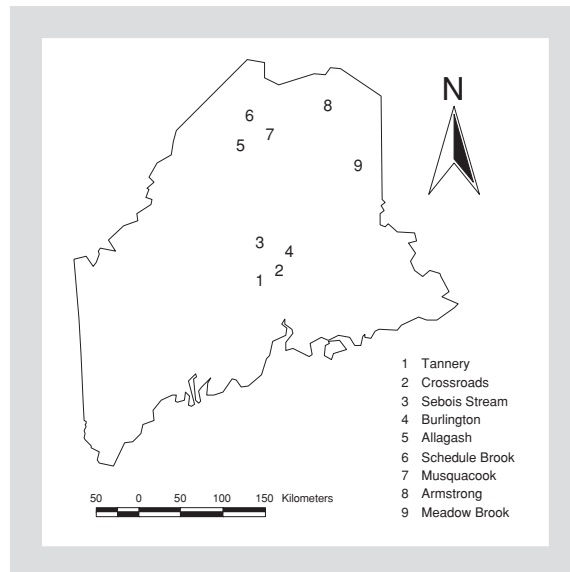 N
8
6
7
5
9
3
4
2
1
1 Tannery
2 Crossroads
3 Sebois Stream
4 Burlington
5 Allagash
6 Schedule Brook
7 Musquacook
8 Armstrong
9 Meadow Brook
50 0 50 100 150 Kilometers